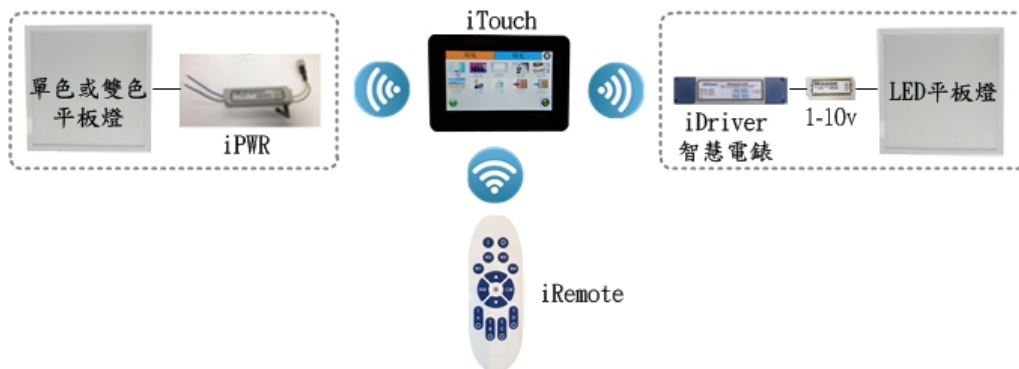 iTouch
單色或雙色
平板燈
iPWR
iDriver
智慧電錶
1-10v
LED平板燈
iRemote